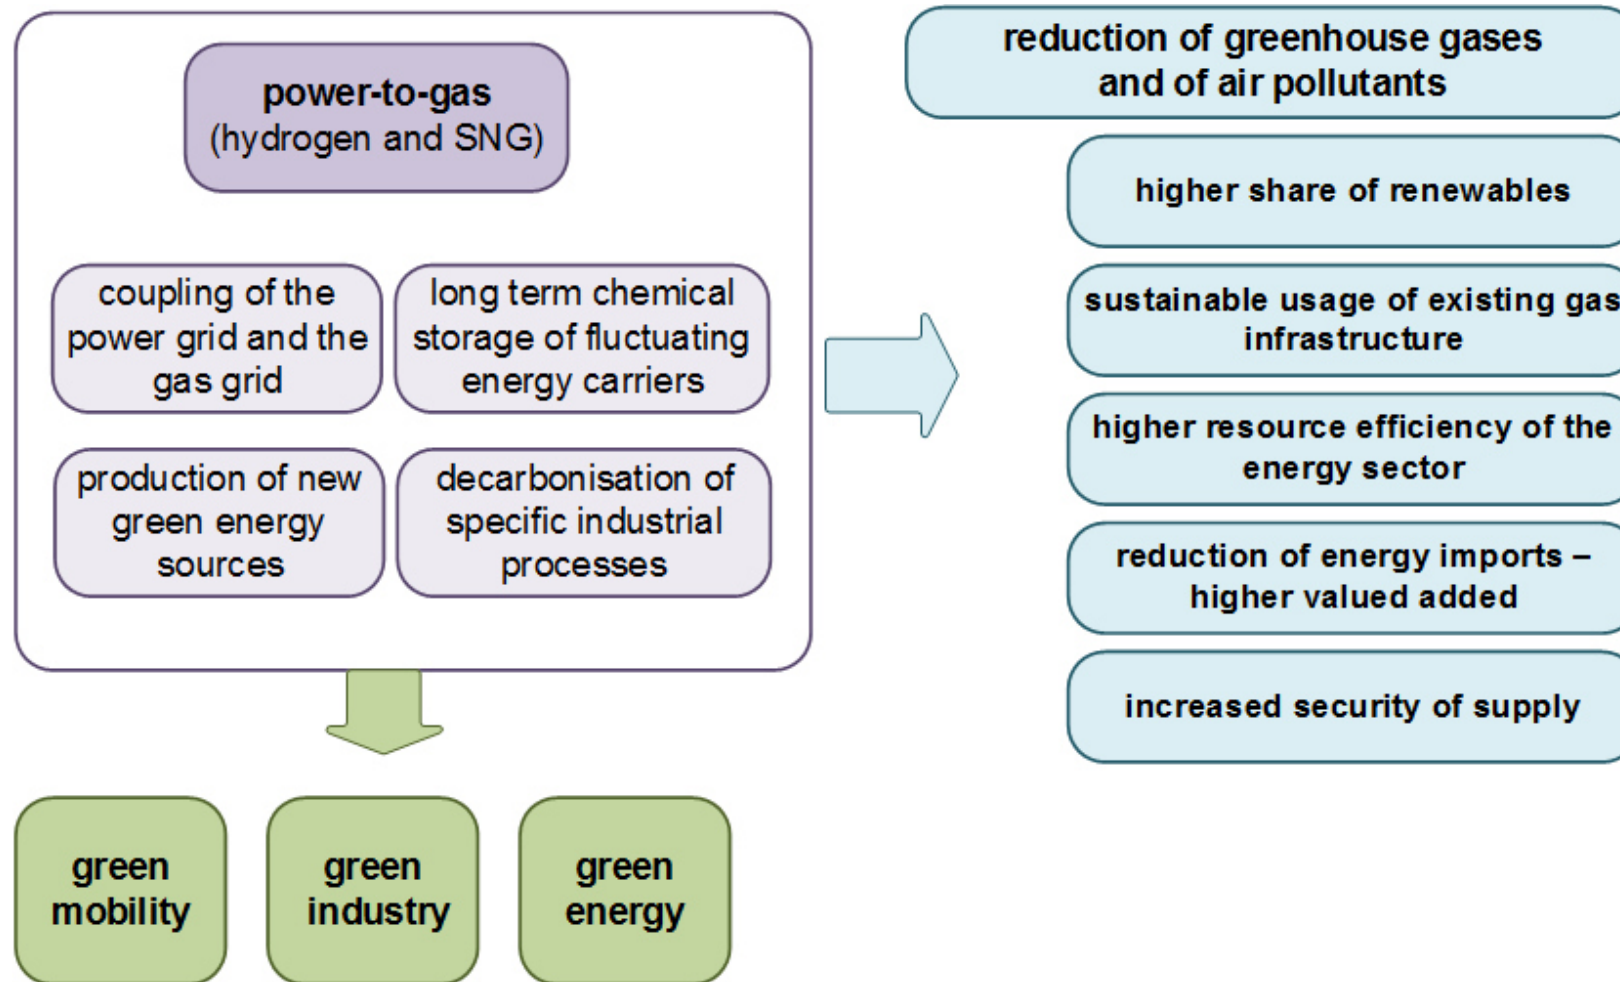 power-to-gas
(hydrogen and SNG)
coupling of the
power grid and the
gas grid
long term chemical
storage of fluctuating
energy carriers
production of new
green energy
sources
decarbonisation of
specific industrial
processes
green
mobility
green
industry
green
energy
reduction of greenhouse gases
and of air pollutants
higher share of renewables
sustainable usage of existing gas
infrastructure
higher resource efficiency of the
energy sector
reduction of energy imports –
higher valued added
increased security of supply